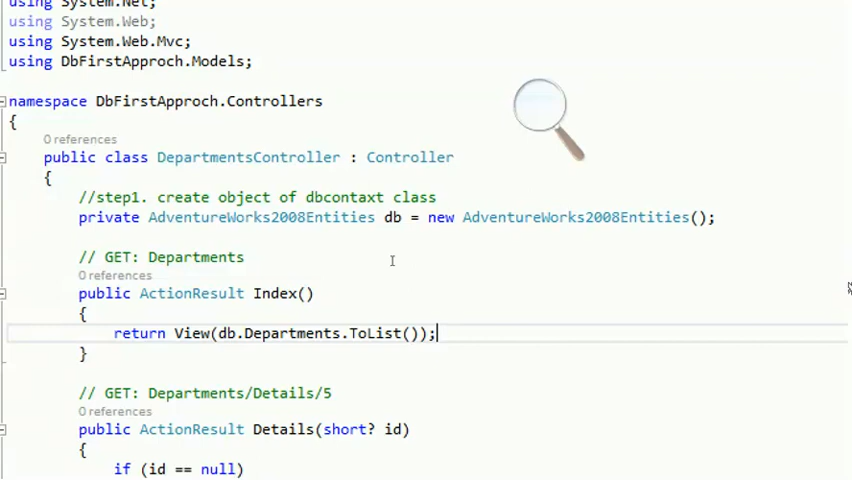 using System.Net;
using System.Web;
using System.Web.Mvc;
using DbFirstApproch.Models;
namespace DbFirstApproch.Controllers
{
0 references
public class DepartmentsController : Controller
{
//step1. create object of dbcontaxt class
private AdventureWorks2008Entities db = new AdventureWorks2008Entities();
// GET: Departments
0 references
public ActionResult Index()
{
return View(db.Departments.ToList());
}
// GET: Departments/Details/5
0 references
public ActionResult Details(short? id)
{
if (id == null)